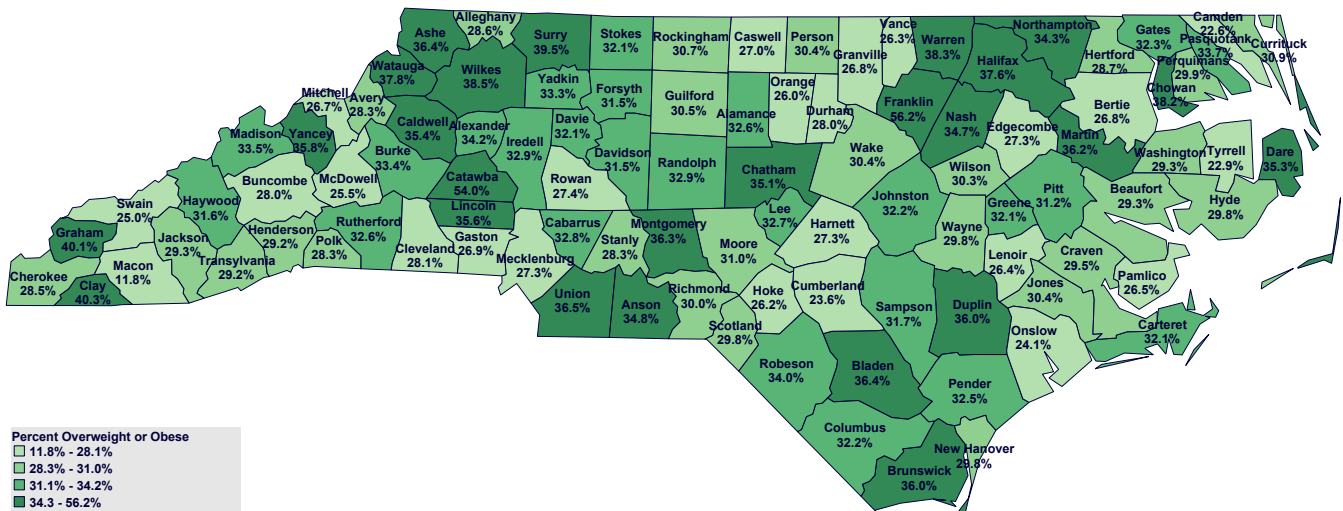 Alleghany
28.6%
Ashe
36.4%
Surry
39.5%
Stokes
32.1%
Rockingham
30.7%
Caswell
27.0%
Person
30.4%
Granville
26.8%
Vance
26.3%
Warren
38.3%
Northampton
34.3%
Halifax
37.6%
Hertford
28.7%
Gates
32.3%
Camden
22.6%
Pasquotank
33.7%
Currituck
30.9%
Perquimans
29.9%
Chowan
38.2%
Watauga
37.8%
Wilkes
38.5%
Yadkin
33.3%
Forsyth
31.5%
Guilford
30.5%
Alamance
32.6%
Orange
26.0%
Durham
28.0%
Franklin
56.2%
Nash
34.7%
Edgecombe
27.3%
Bertie
26.8%
Martin
36.2%
Washington
29.3%
Tyrrell
22.9%
Dare
35.3%
Mitchell
26.7%
Avery
28.3%
Madison
33.5%
Yancey
35.8%
Caldwell
35.4%
Alexander
34.2%
Iredell
32.9%
Davie
32.1%
Davidson
31.5%
Randolph
32.9%
Chatham
35.1%
Wake
30.4%
Wilson
30.3%
Pitt
31.2%
Beaufort
29.3%
Hyde
29.8%
Burke
33.4%
McDowell
25.5%
Buncombe
28.0%
Haywood
31.6%
Swain
25.0%
Graham
40.1%
Catawba
54.0%
Lincoln
35.6%
Rowan
27.4%
Johnston
32.2%
Greene
32.1%
Lee
32.7%
Harnett
27.3%
Wayne
29.8%
Lenoir
26.4%
Craven
29.5%
Pamlico
26.5%
Jackson
29.3%
Henderson
29.2%
Polk
28.3%
Rutherford
32.6%
Cleveland
28.1%
Gaston
26.9%
Mecklenburg
27.3%
Cabarrus
32.8%
Stanly
28.3%
Montgomery
36.3%
Moore
31.0%
Cherokee
28.5%
Clay
40.3%
Macon
11.8%
Transylvania
29.2%
Union
36.5%
Anson
34.8%
Richmond
30.0%
Scotland
29.8%
Hoke
26.2%
Cumberland
23.6%
Sampson
31.7%
Duplin
36.0%
Jones
30.4%
Onslow
24.1%
Carteret
32.1%
Robeson
34.0%
Bladen
36.4%
Pender
32.5%
Columbus
32.2%
New Hanover
29.8%
Brunswick
36.0%
Percent Overweight or Obese
11.8% - 28.1%
28.3% - 31.0%
31.1% - 34.2%
34.3 - 56.2%